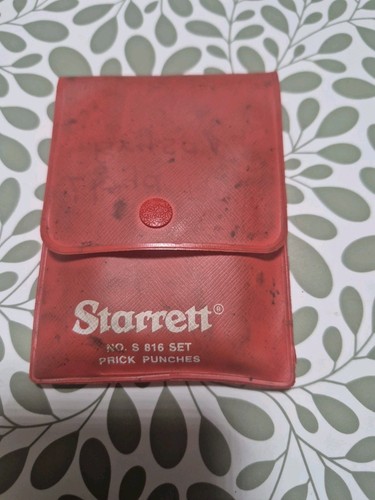 Starrett®
NO. S 816 SET
PRICK PUNCHES